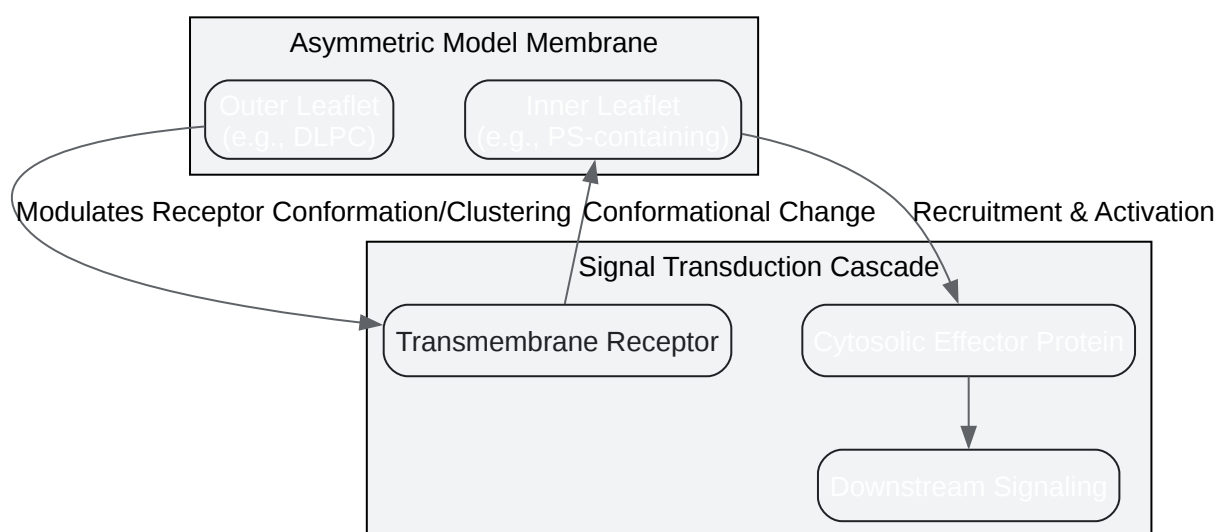 Asymmetric Model Membrane
Outer Leaflet
(e.g., DLPC)
Inner Leaflet
(e.g., PS-containing)
Modulates Receptor Conformation/Clustering
Conformational Change
Recruitment & Activation
Signal Transduction Cascade
Transmembrane Receptor
Cytosolic Effector Protein
Downstream Signaling